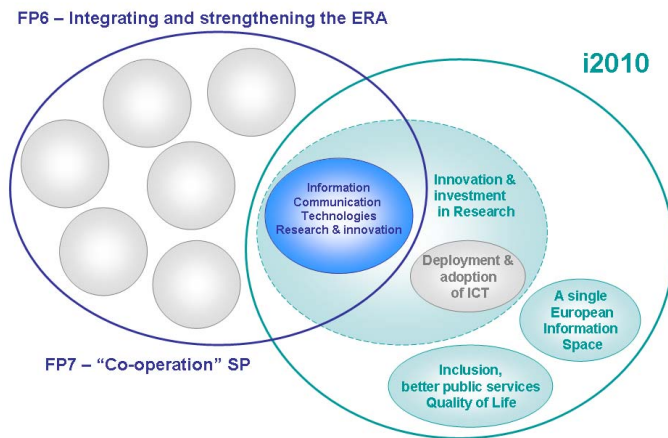 FP6 – Integrating and strengthening the ERA
i2010
Information
Communication
Technologies
Research & innovation
Innovation &
investment
in Research
Deployment &
adoption
of ICT
A single
European
Information
Space
Inclusion,
better public services
Quality of Life
FP7 – “Co-operation” SP